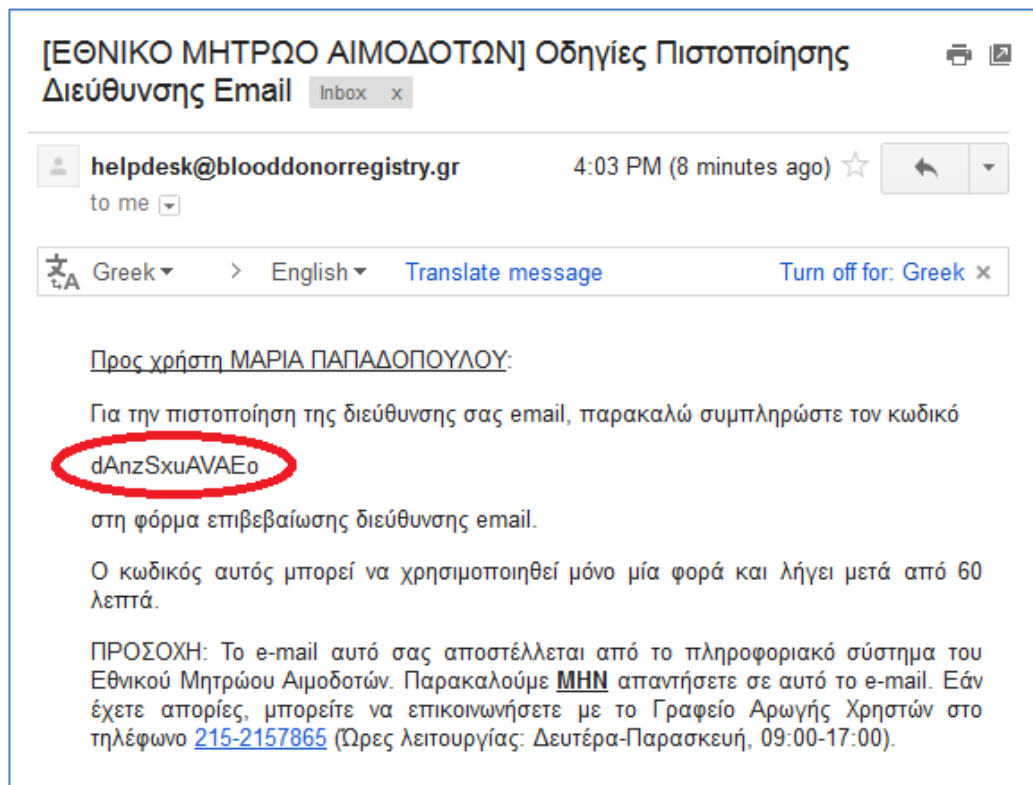 [ΕΘΝΙΚΟ ΜΗΤΡΩΟ ΑΙΜΟΔΟΤΩΝ] Οδηγίες Πιστοποίησης
Διεύθυνσης Email Inbox x
helpdesk@blooddonorregistry.gr 4:03 PM (8 minutes ago)
to me
Greek > English Translate message Turn off for: Greek ×
Προς χρήστη ΜΑΡΙΑ ΠΑΠΑΔΟΠΟΥΛΟΥ:
Για την πιστοποίηση της διεύθυνσης σας email, παρακαλώ συμπληρώστε τον κωδικό
dAnzSxuAVAEo
στη φόρμα επιβεβαίωσης διεύθυνσης email.
Ο κωδικός αυτός μπορεί να χρησιμοποιηθεί μόνο μία φορά και λήγει μετά από 60
λεπτά.
ΠΡΟΣΟΧΗ: Το e-mail αυτό σας αποστέλλεται από το πληροφοριακό σύστημα του
Εθνικού Μητρώου Αιμοδοτών. Παρακαλούμε ΜΗΝ απαντήσετε σε αυτό το e-mail. Εάν
έχετε απορίες, μπορείτε να επικοινωνήσετε με το Γραφείο Αρωγής Χρηστών στο
τηλέφωνο 215-2157865 (Ώρες λειτουργίας: Δευτέρα-Παρασκευή, 09:00-17:00).